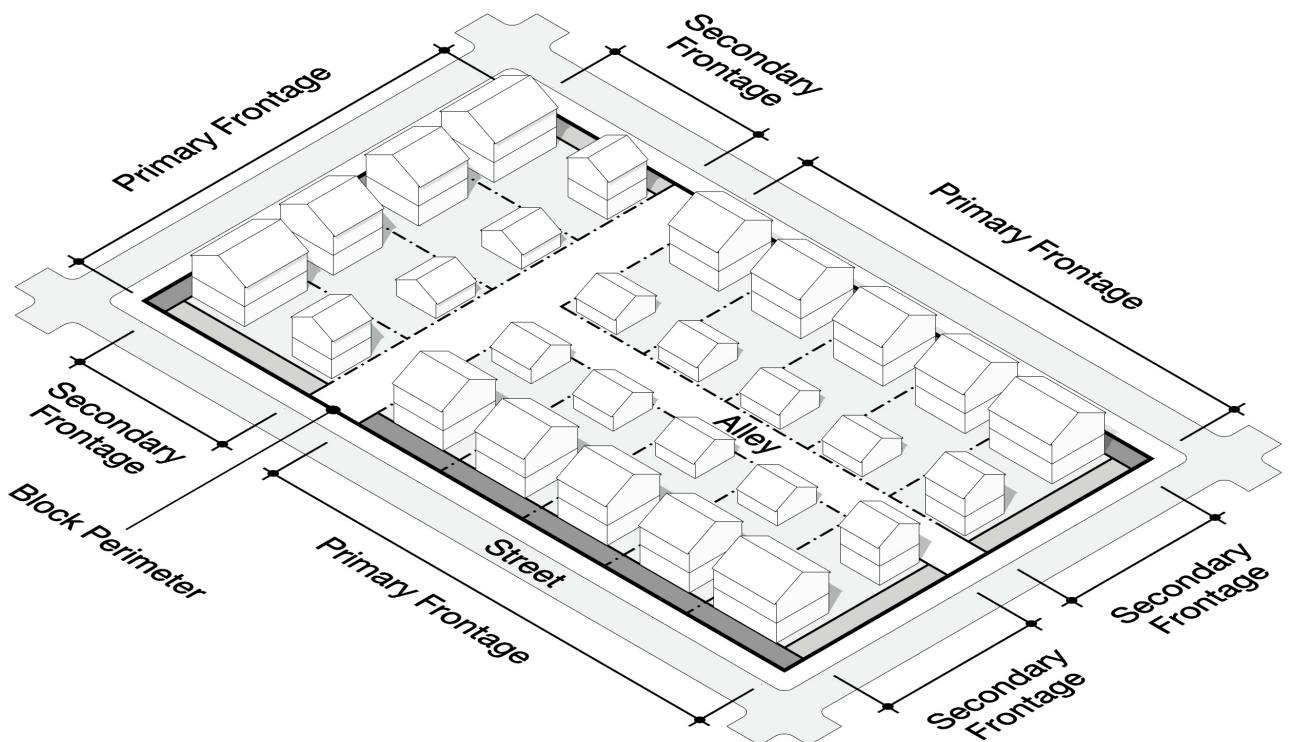 Secondary
Frontage
Primary Frontage
Primary Frontage
Secondary
Frontage
Alley
Block Perimeter
Street
Primary Frontage
Secondary
Frontage
Secondary
Frontage